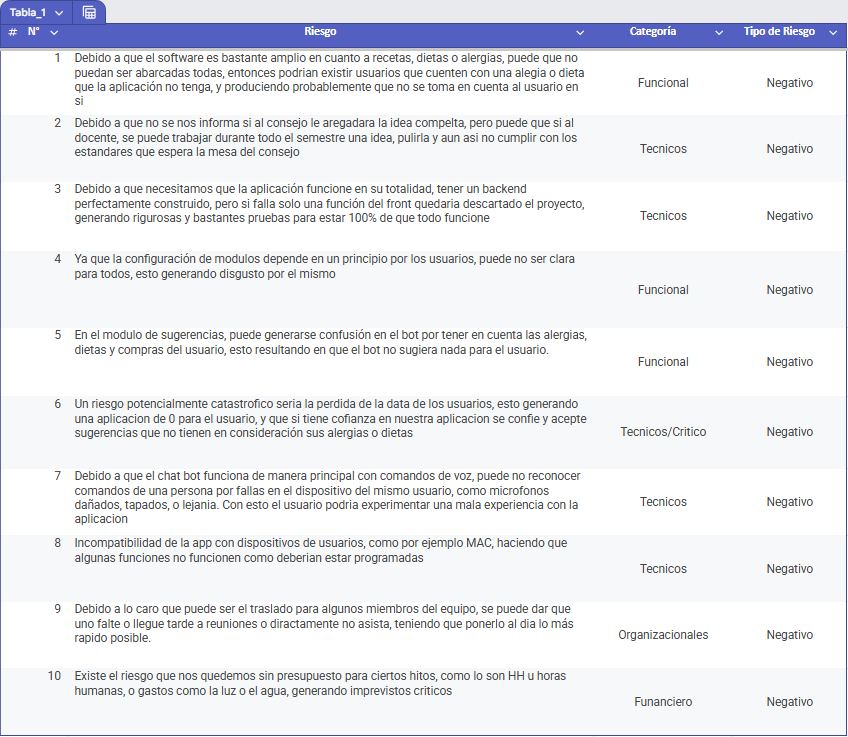 Tabla_1
# N° Riesgo Categoría Tipo de Riesgo
1 Debido a que el software es bastante amplio en cuanto a recetas, dietas o alergias, puede que no
puedan ser abarcadas todas, entonces podrian existir usuarios que cuenten con una alegia o dieta
que la aplicación no tenga, y produciendo probablemente que no se toma en cuenta al usuario en
si
Funcional
Negativo
2 Debido a que no se nos informa si al consejo le aregadara la idea compelta, pero puede que si al
docente, se puede trabajar durante todo el semestre una idea, pulirla y aun asi no cumplir con los
estandares que espera la mesa del consejo
Tecnicos
Negativo
3 Debido a que necesitamos que la aplicación funcione en su totalidad, tener un backend
perfectamente construido, pero si falla solo una función del front quedaria descartado el proyecto,
generando rigurosas y bastantes pruebas para estar 100% de que todo funcione
Tecnicos
Negativo
4 Ya que la configuración de modulos depende en un principio por los usuarios, puede no ser clara
para todos, esto generando disgusto por el mismo
Funcional
Negativo
5 En el modulo de sugerencias, puede generarse confusión en el bot por tener en cuenta las alergias,
dietas y compras del usuario, esto resultando en que el bot no sugiera nada para el usuario.
Funcional
Negativo
6 Un riesgo potencialmente catastrofico seria la perdida de la data de los usuarios, esto generando
una aplicacion de 0 para el usuario, y que si tiene cofianza en nuestra aplicacion se confie y acepte
sugerencias que no tienen en consideración sus alergias o dietas
Tecnicos/Critico
Negativo
7 Debido a que el chat bot funciona de manera principal con comandos de voz, puede no reconocer
comandos de una persona por fallas en el dispositivo del mismo usuario, como microfonos
dañados, tapados, o lejania. Con esto el usuario podria experimentar una mala experiencia con la
aplicacion
Tecnicos
Negativo
8 Incompatibilidad de la app con dispositivos de usuarios, como por ejemplo MAC, haciendo que
algunas funciones no funcionen como deberian estar programadas
Tecnicos
Negativo
9 Debido a lo caro que puede ser el traslado para algunos miembros del equipo, se puede dar que
uno falte o llegue tarde a reuniones o directamente no asista, teniendo que ponerlo al dia lo más
rapido posible.
Organizacionales
Negativo
10 Existe el riesgo que nos quedemos sin presupuesto para ciertos hitos, como lo son HH u horas
humanas, o gastos como la luz o el agua, generando imprevistos criticos
Funanciero
Negativo